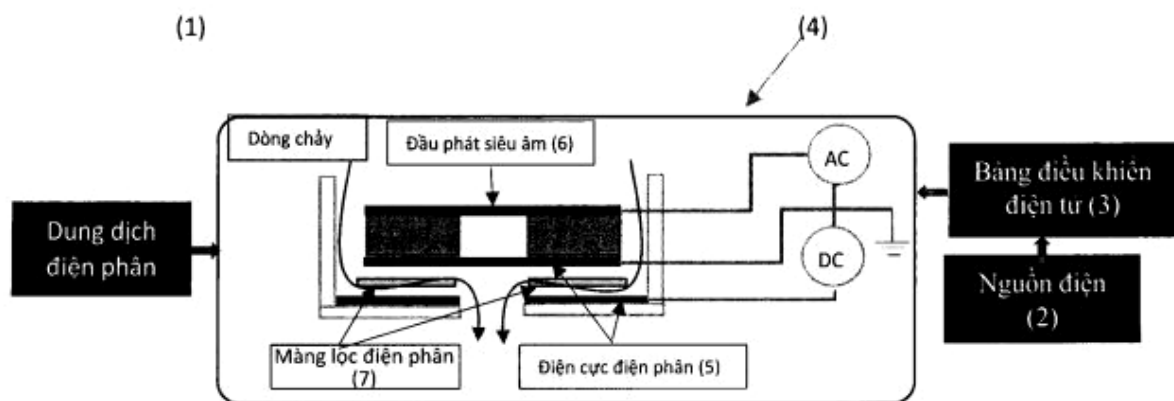 (1)
(4)
Dòng chảy
Đầu phát siêu âm (6)
AC
Bảng điều khiển
điện tư (3)
Dung dịch
điện phân
DC
Nguồn điện
(2)
Màng lọc điện phân
(7)
Điện cực điện phân (5)